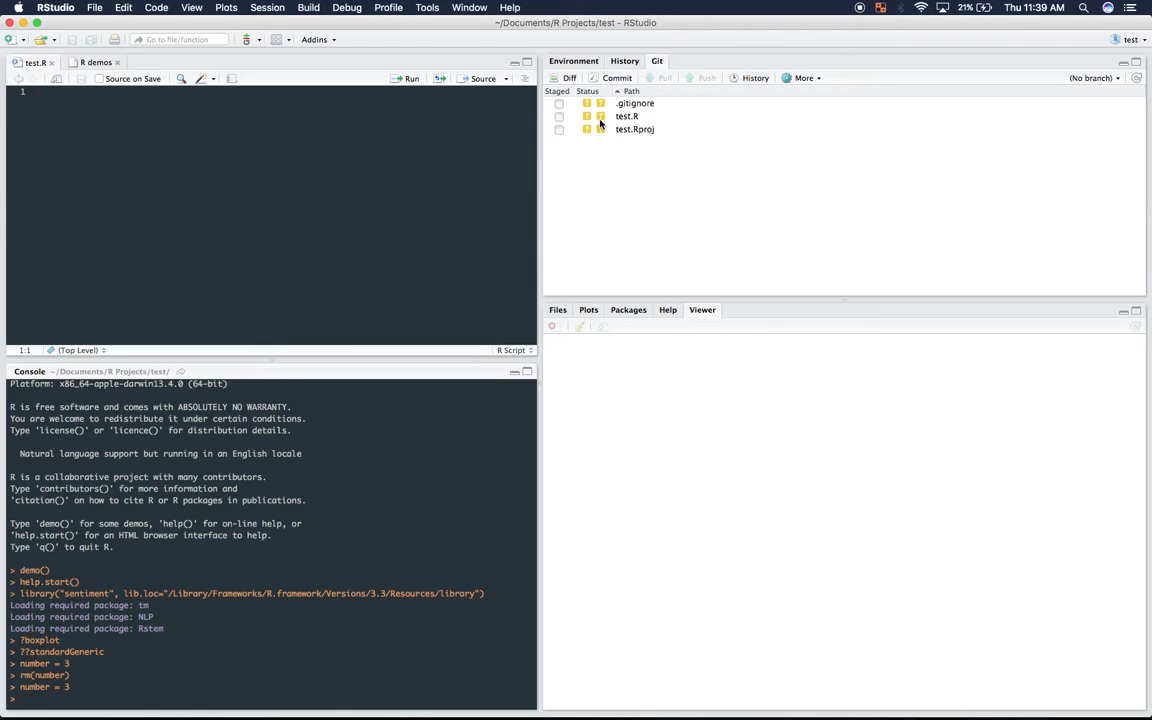 RStudio File Edit Code View Plots Session Build Debug Profile Tools Window Help 21% Thu 11:39 AM
~/Documents/R Projects/test - RStudio
Go to file/function Addins test
test.R R demos
Source on Save Run Source
1
1:1 (Top Level) R Script
Environment History Git
Diff Commit Pull Push History More (No branch)
Staged Status Path
? ? .gitignore
? ? test.R
? ? test.Rproj
Files Plots Packages Help Viewer
Console ~/Documents/R Projects/test/
Platform: x86_64-apple-darwin13.4.0 (64-bit)
R is free software and comes with ABSOLUTELY NO WARRANTY.
You are welcome to redistribute it under certain conditions.
Type 'license()' or 'licence()' for distribution details.
Natural language support but running in an English locale
R is a collaborative project with many contributors.
Type 'contributors()' for more information and
'citation()' on how to cite R or R packages in publications.
Type 'demo()' for some demos, 'help()' for on-line help, or
'help.start()' for an HTML browser interface to help.
Type 'q()' to quit R.
> demo()
> help.start()
> library("sentiment", lib.loc="/Library/Frameworks/R.framework/Versions/3.3/Resources/library")
Loading required package: tm
Loading required package: NLP
Loading required package: Rstem
> ?boxplot
> ??standardGeneric
> number = 3
> rm(number)
> number = 3
>